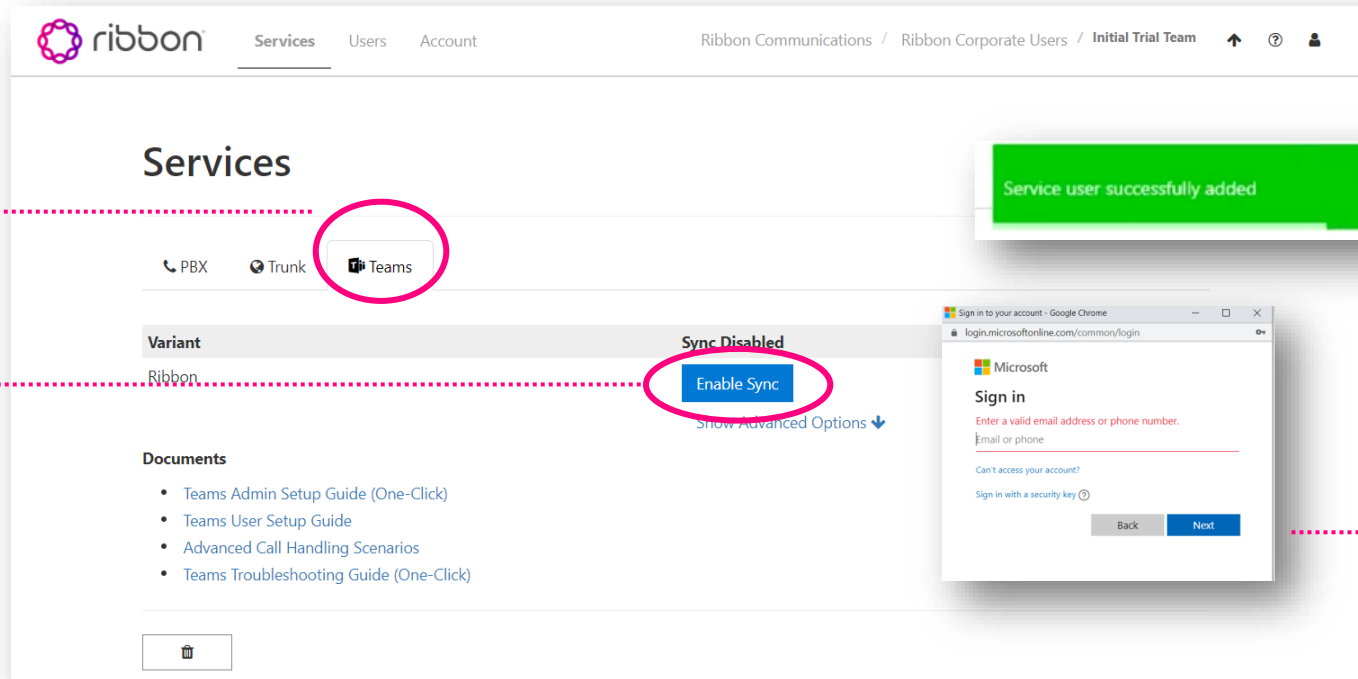 ribbon
Services Users Account
Ribbon Communications / Ribbon Corporate Users / Initial Trial Team
Services
Service user successfully added
PBX Trunk Teams
Variant Sync Disabled
Ribbon Enable Sync
Show Advanced Options
Documents
Teams Admin Setup Guide (One-Click)
Teams User Setup Guide
Advanced Call Handling Scenarios
Teams Troubleshooting Guide (One-Click)
Sign in to your account - Google Chrome
login.microsoftonline.com/common/login
Microsoft
Sign in
Enter a valid email address or phone number.
Email or phone
Can't access your account?
Sign in with a security key
Back Next